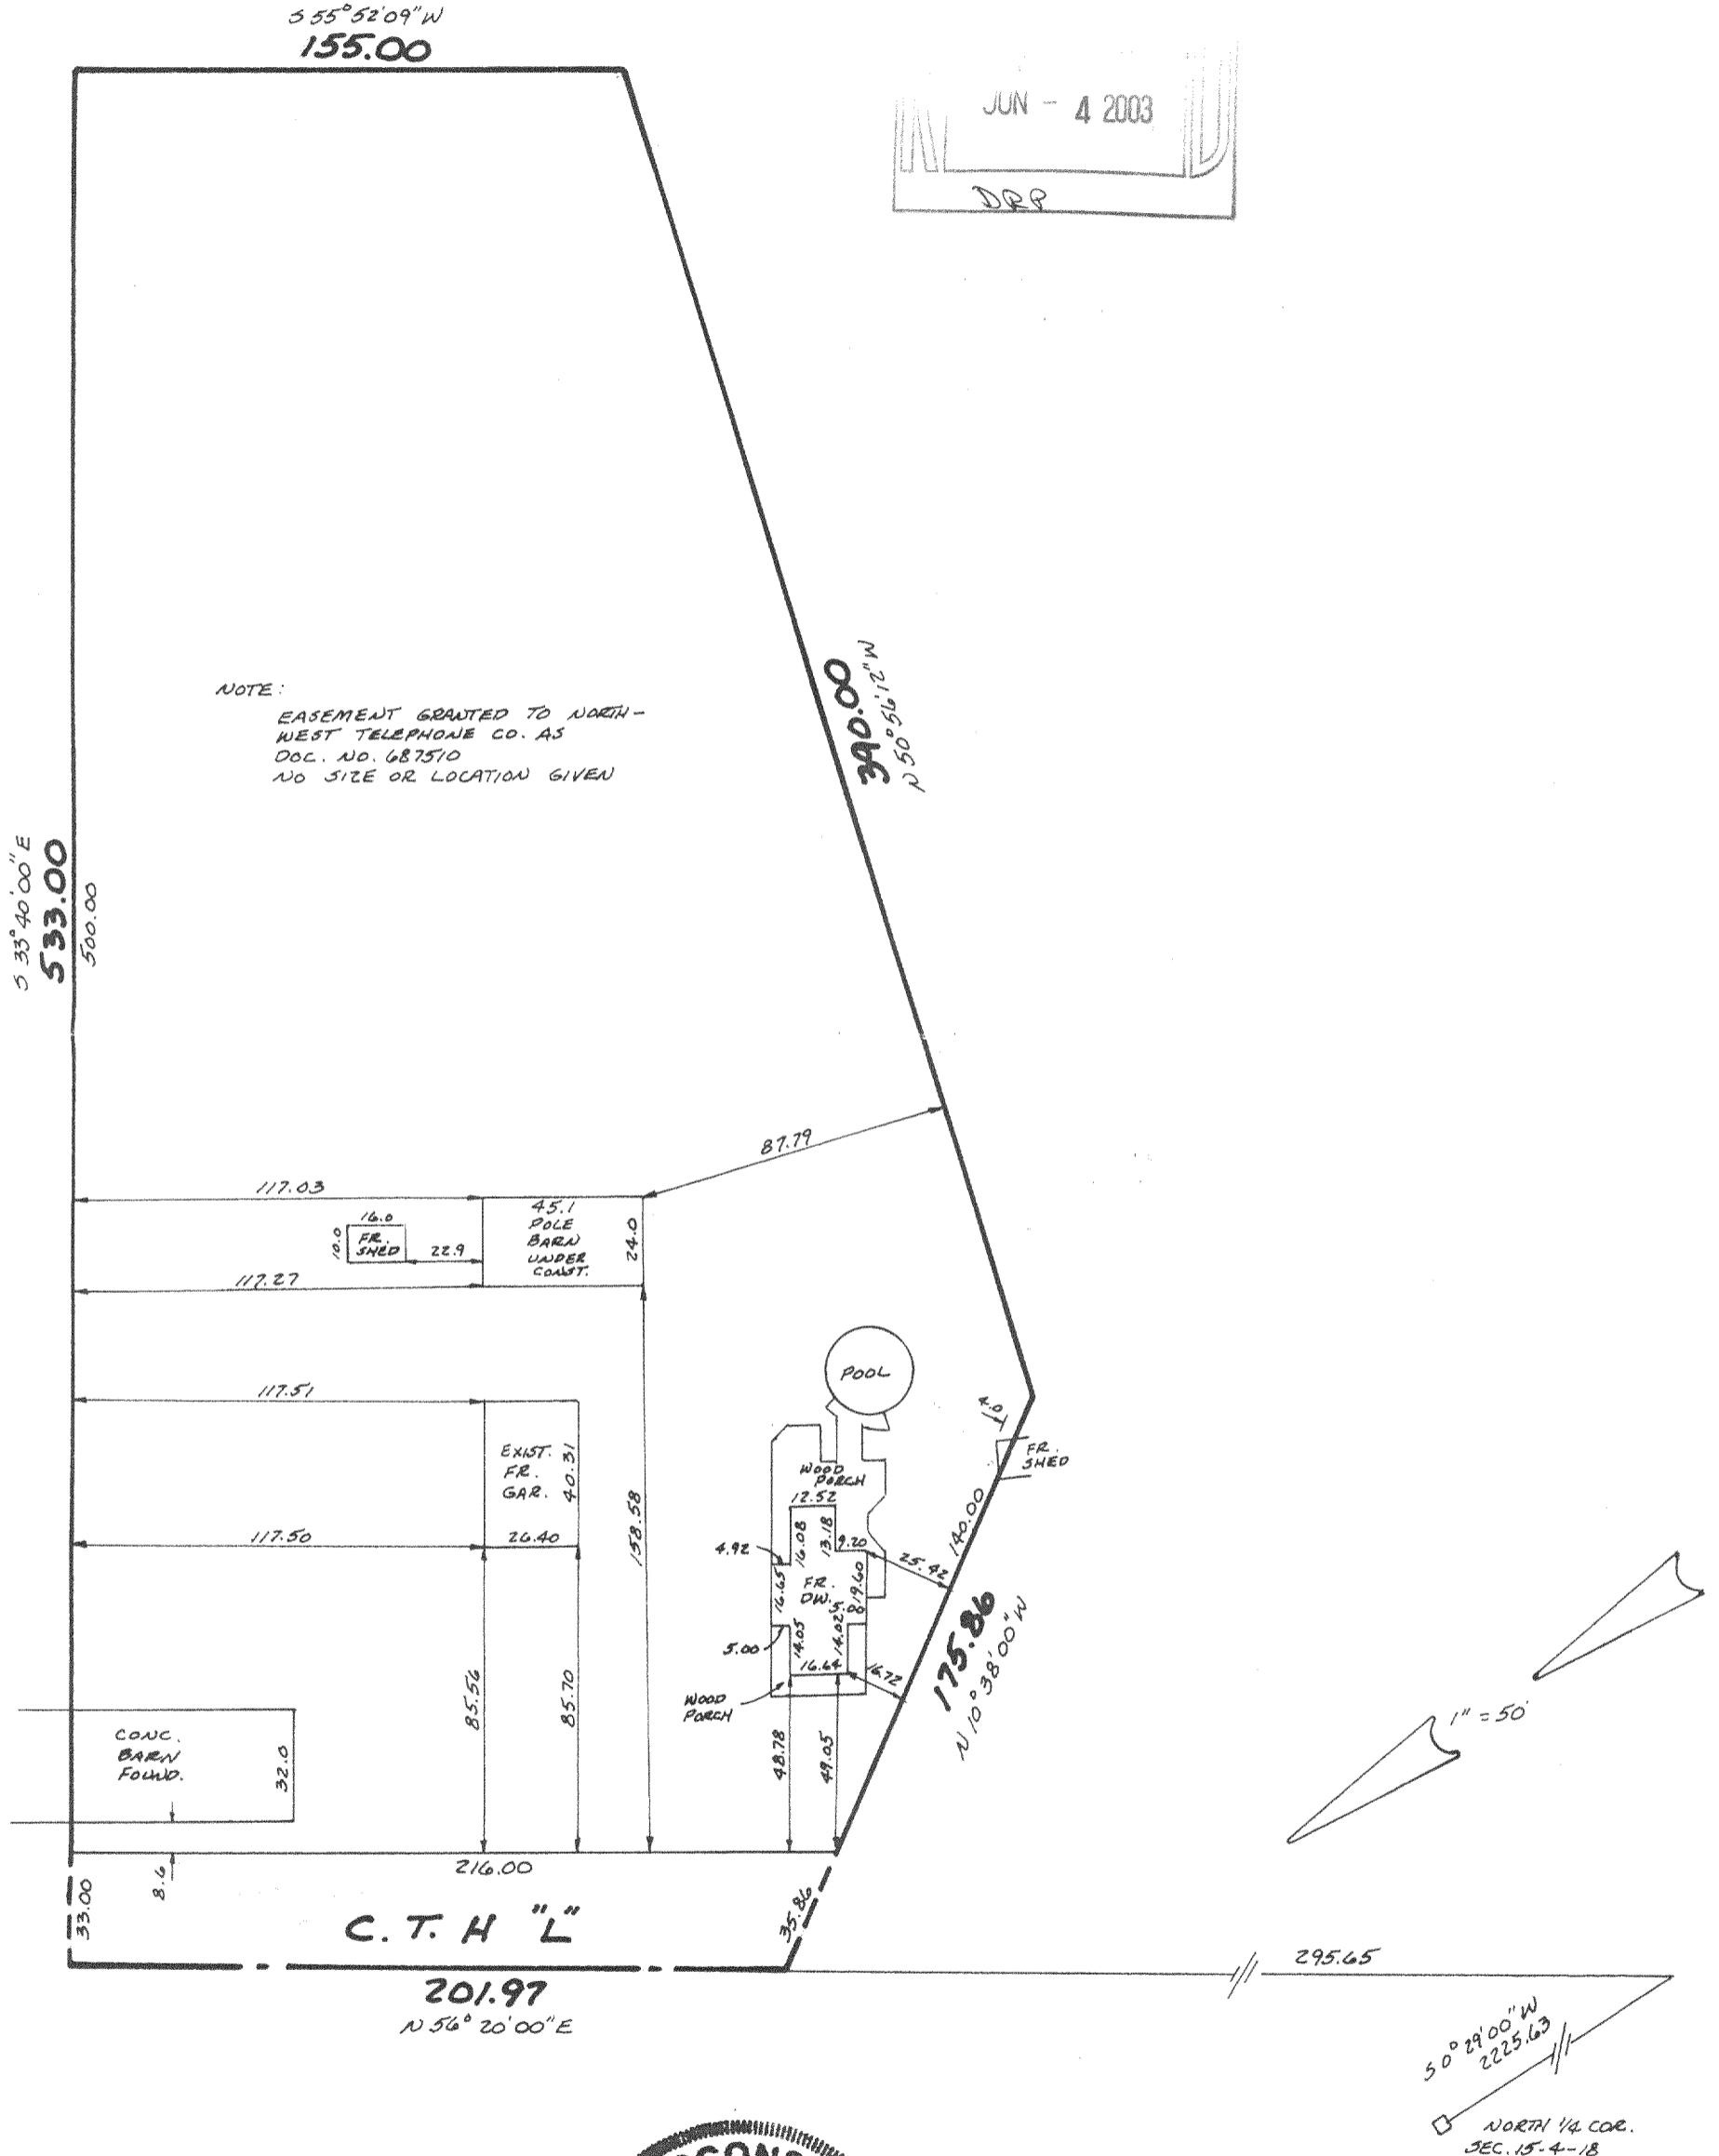 S 55° 52' 09" W
155.00
JUN - 4 2003
DRP
NOTE:
EASEMENT GRANTED TO NORTH-
WEST TELEPHONE CO. AS
DOC. NO. 687510
NO SIZE OR LOCATION GIVEN
390.00
N 50° 56' 12" W
S 33° 40' 00" E
533.00
500.00
87.79
117.03
45.1
POLE
BARN
UNDER
CONST.
24.0
16.0
10.0
FR.
SHED
22.9
117.27
POOL
117.51
4.0
FR.
SHED
EXIST.
FR.
GAR.
40.31
WOOD
PORCH
12.52
158.58
140.00
117.50
26.40
4.92
16.08
13.18
9.20
25.42
16.65
FR.
DW.
5.00
19.60
175.86
N 10° 38' 00" W
5.00
14.05
14.02
16.64
16.72
WOOD
PORCH
85.56
85.70
48.78
49.05
1" = 50'
CONC.
BARN
FOUND.
32.0
216.00
8.6
33.00
35.86
C. T. H "L"
295.65
201.97
N 56° 20' 00" E
S 0° 29' 00" W
2225.63
NORTH 1/4 COR.
SEC. 15-4-18